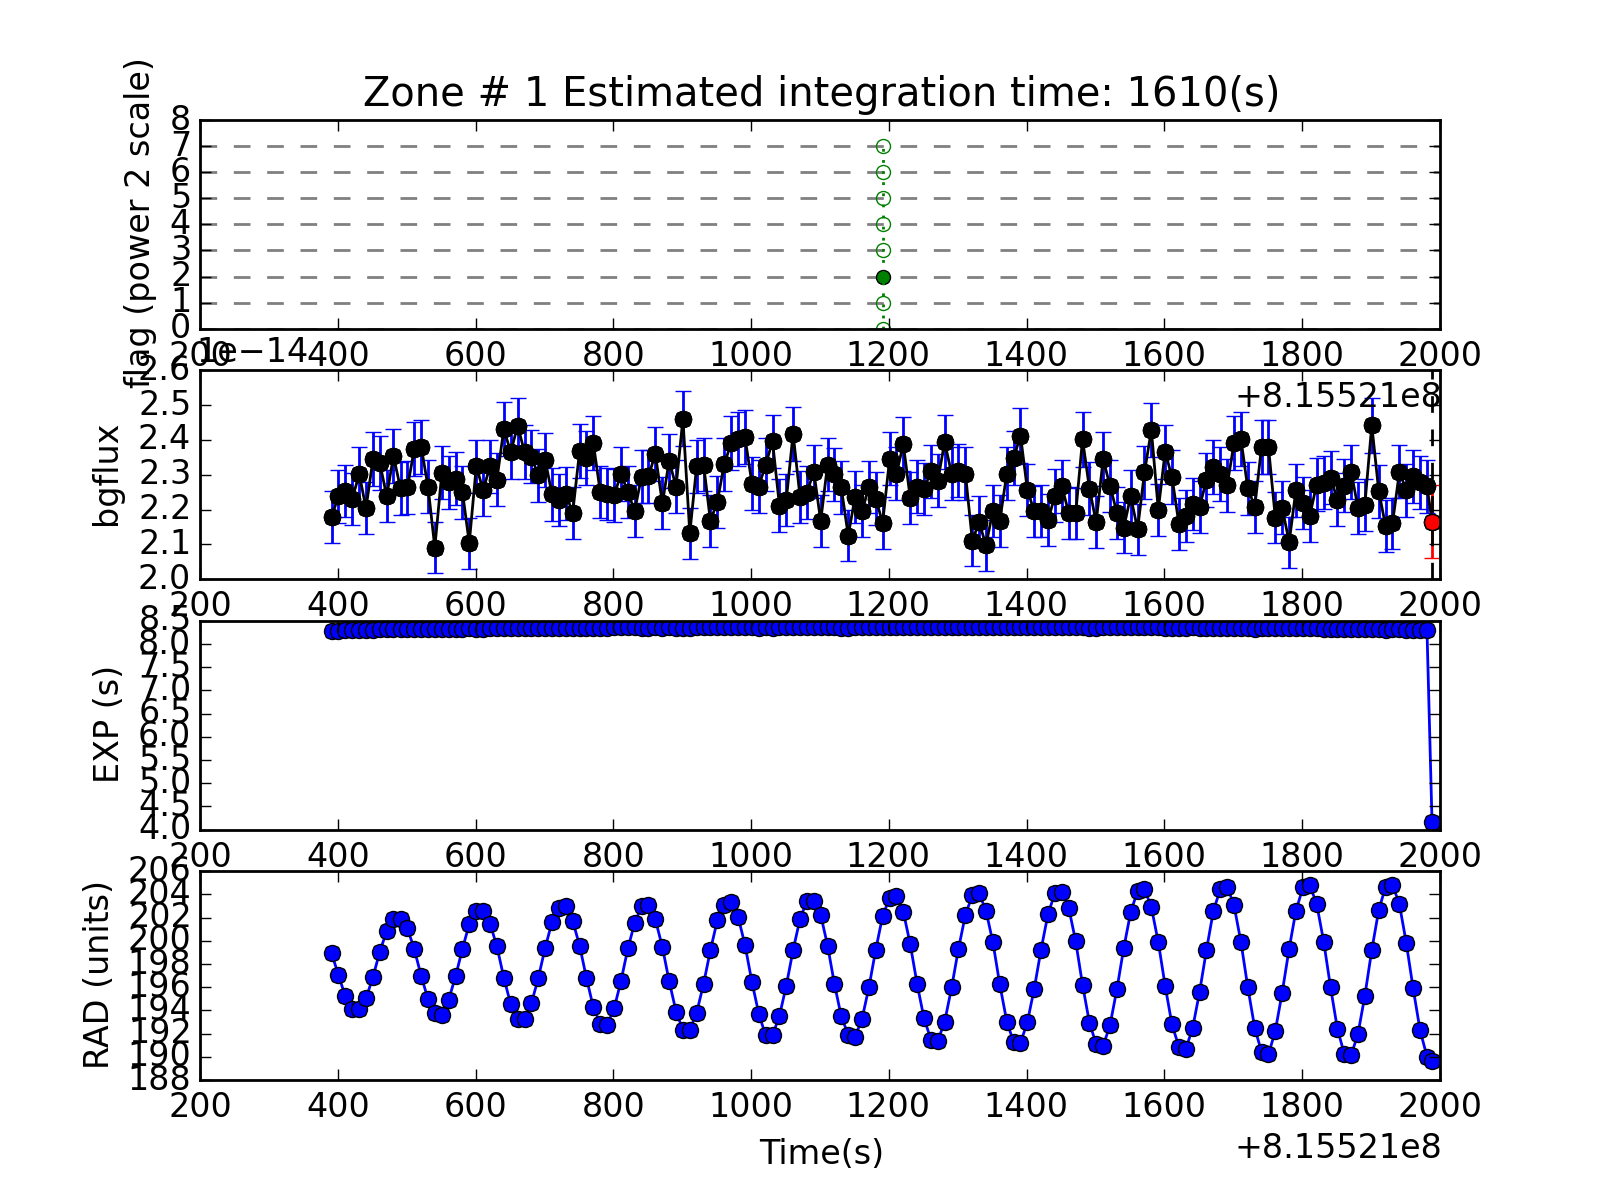 Zone # 1 Estimated integration time: 1610(s)
flag (power 2 scale)
8
7
6
5
4
3
2
1
0
200 400 600 800 1000 1200 1400 1600 1800 2000
1e−14
+8.15521e8
bgflux
2.6
2.5
2.4
2.3
2.2
2.1
2.0
200 400 600 800 1000 1200 1400 1600 1800 2000
EXP (s)
8.5
8.0
7.5
7.0
6.5
6.0
5.5
5.0
4.5
4.0
200 400 600 800 1000 1200 1400 1600 1800 2000
RAD (units)
206
204
202
200
198
196
194
192
190
188
200 400 600 800 1000 1200 1400 1600 1800 2000
Time(s)
+8.15521e8